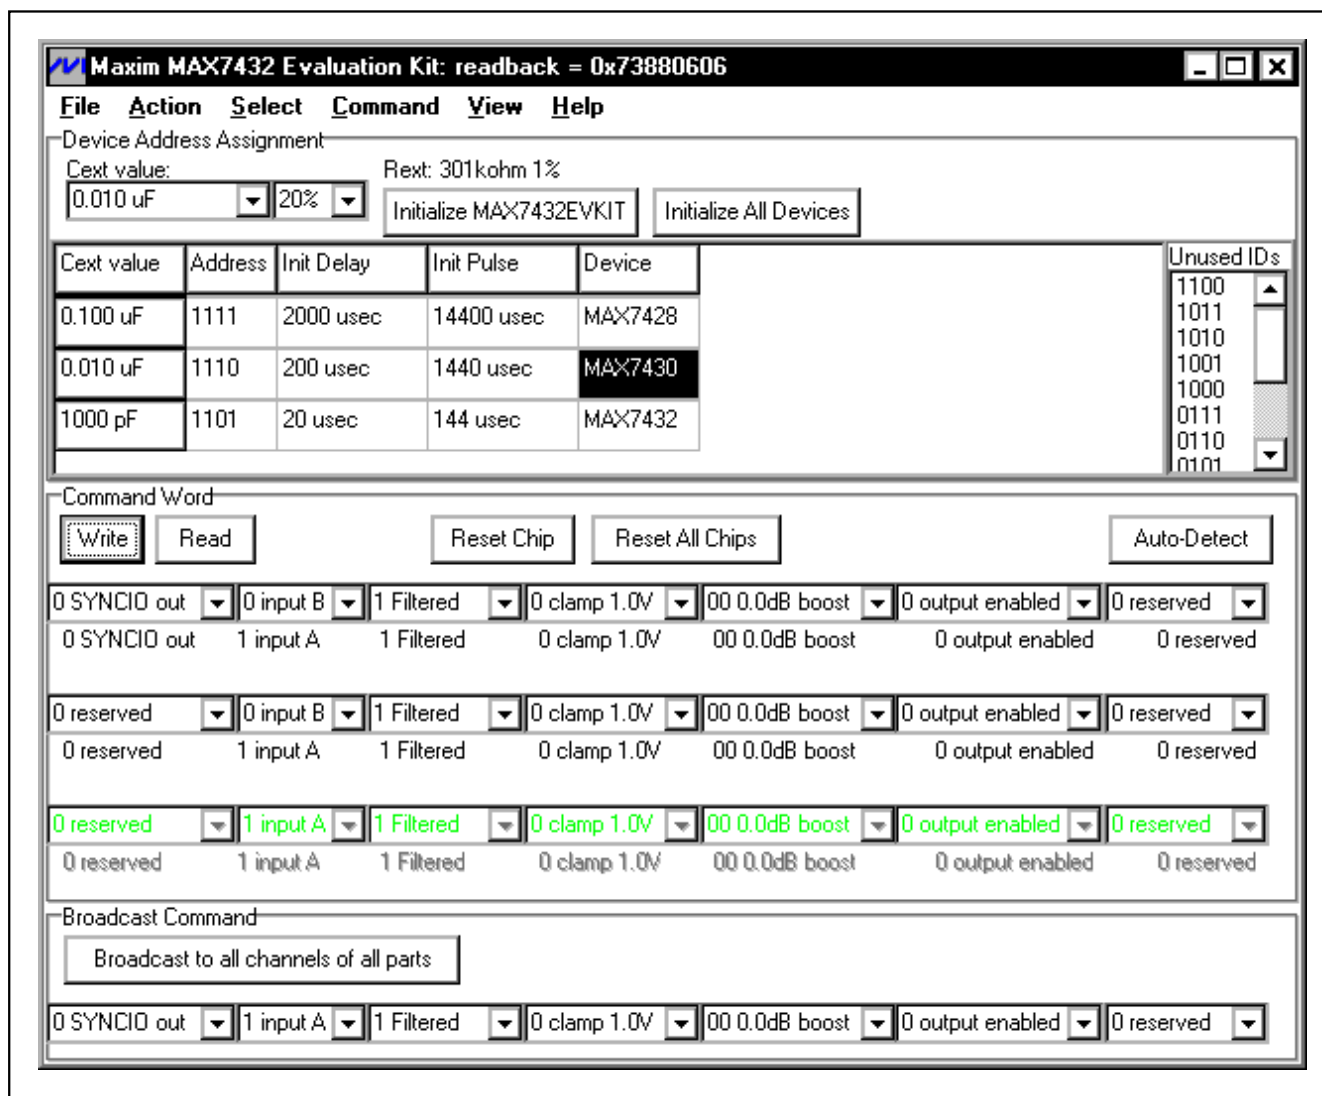 Maxim MAX7432 Evaluation Kit: readback = 0x73880606
File Action Select Command View Help
Device Address Assignment
Cext value: Rext: 301kohm 1%
0.010 uF 20% Initialize MAX7432EVKIT Initialize All Devices
Cext value Address Init Delay Init Pulse Device Unused IDs
0.100 uF 1111 2000 usec 14400 usec MAX7428
0.010 uF 1110 200 usec 1440 usec MAX7430
1000 pF 1101 20 usec 144 usec MAX7432
1100
1011
1010
1001
1000
0111
0110
0101
Command Word
Write Read Reset Chip Reset All Chips Auto-Detect
0 SYNCIO out 0 input B 1 Filtered 0 clamp 1.0V 00 0.0dB boost 0 output enabled 0 reserved
0 SYNCIO out 1 input A 1 Filtered 0 clamp 1.0V 00 0.0dB boost 0 output enabled 0 reserved
0 reserved 0 input B 1 Filtered 0 clamp 1.0V 00 0.0dB boost 0 output enabled 0 reserved
0 reserved 1 input A 1 Filtered 0 clamp 1.0V 00 0.0dB boost 0 output enabled 0 reserved
0 reserved 1 input A 1 Filtered 0 clamp 1.0V 00 0.0dB boost 0 output enabled 0 reserved
0 reserved 1 input A 1 Filtered 0 clamp 1.0V 00 0.0dB boost 0 output enabled 0 reserved
Broadcast Command
Broadcast to all channels of all parts
0 SYNCIO out 1 input A 1 Filtered 0 clamp 1.0V 00 0.0dB boost 0 output enabled 0 reserved